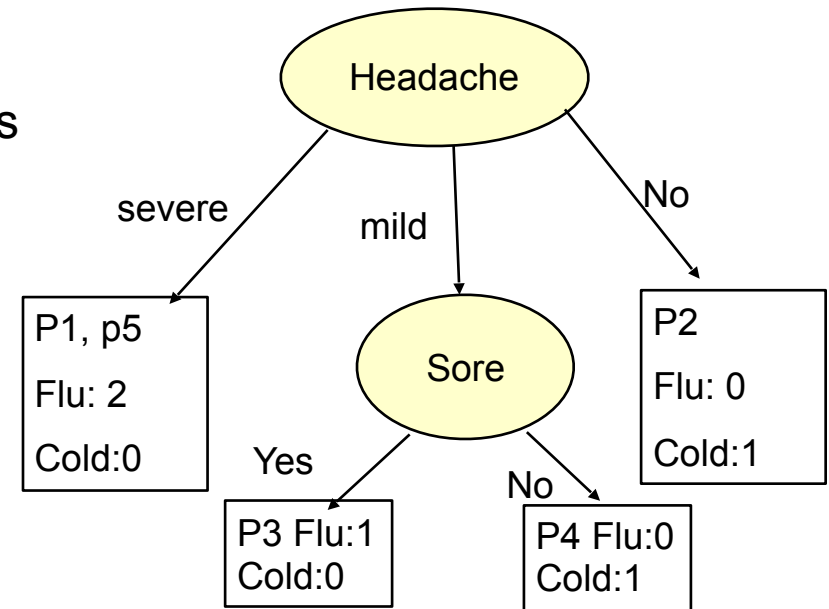 Headache
s
severe
mild
No
P1, p5
Flu: 2
Cold:0
Sore
P2
Flu: 0
Cold:1
Yes
No
P3 Flu:1
Cold:0
P4 Flu:0
Cold:1